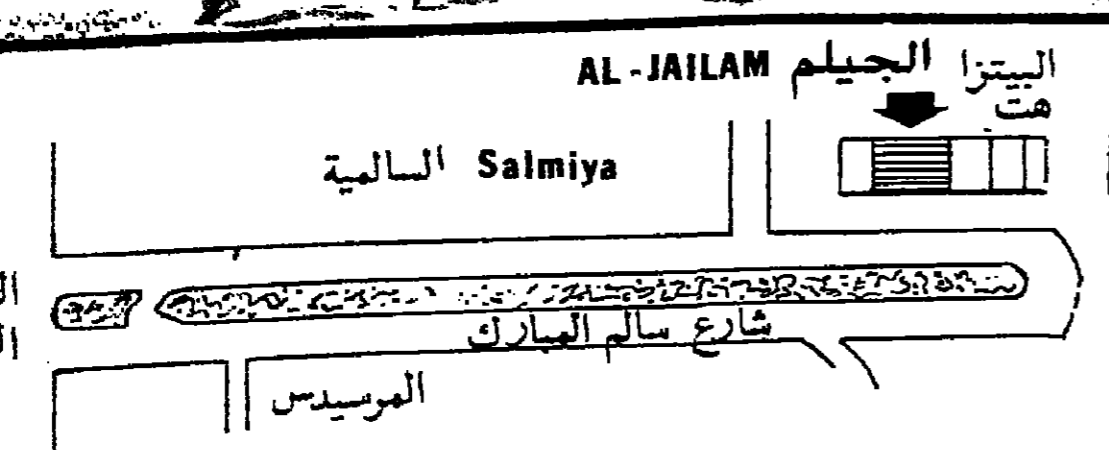 البيتزا
هت
الجيلم AL-JAILAM
السالمية Salmiya
شارع سالم المبارك
المرسيدس